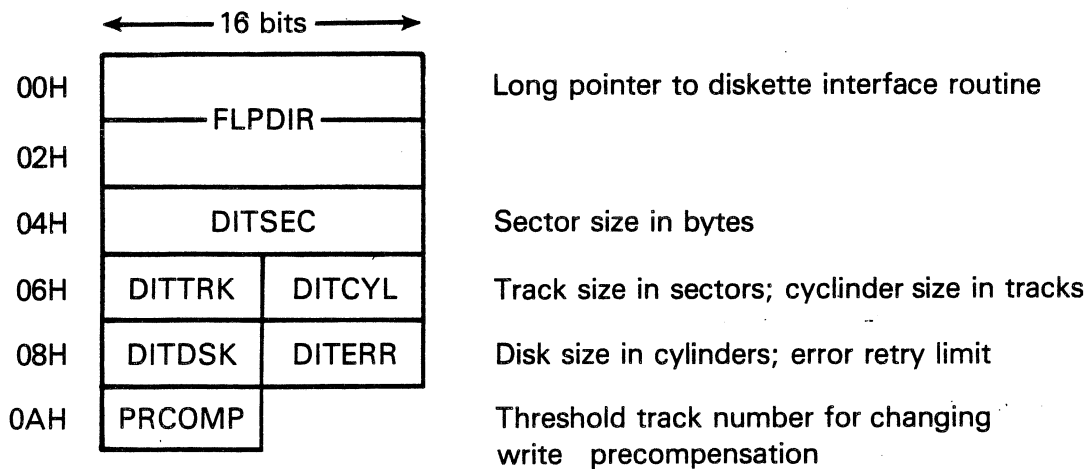 16 bits
00H Long pointer to diskette interface routine
FLPDIR
02H
04H DITSEC Sector size in bytes
06H DITTRK DITCYL Track size in sectors; cyclinder size in tracks
08H DITDSK DITERR Disk size in cylinders; error retry limit
0AH PRCOMP Threshold track number for changing
write precompensation